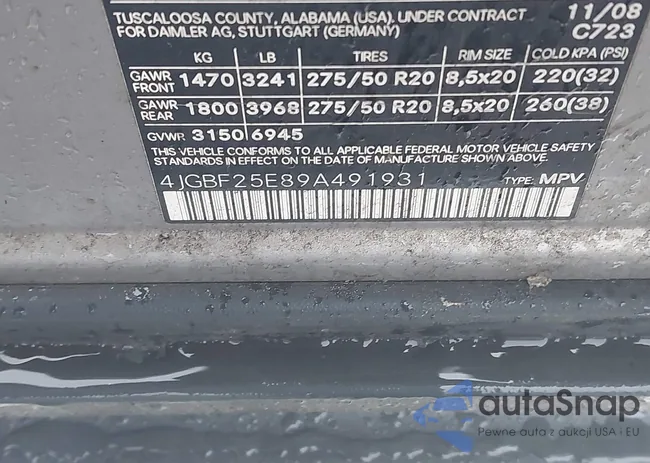 TUSCALOOSA COUNTY, ALABAMA (USA). UNDER CONTRACT 11/08
FOR DAIMLER AG, STUTTGART (GERMANY) C723
KG LB TIRES RIM SIZE COLD KPA (PSI)
GAWR FRONT 1470 3241 275/50 R20 8,5x20 220(32)
GAWR REAR 1800 3968 275/50 R20 8,5x20 260(38)
GVWR 3150 6945
THIS VEHICLE CONFORMS TO ALL APPLICABLE FEDERAL MOTOR VEHICLE SAFETY
STANDARDS IN EFFECT ON THE DATE OF MANUFACTURE SHOWN ABOVE.
4JGBF25E89A491931 TYPE: MPV
autaSnap
Pewne auta z aukcji USA i EU